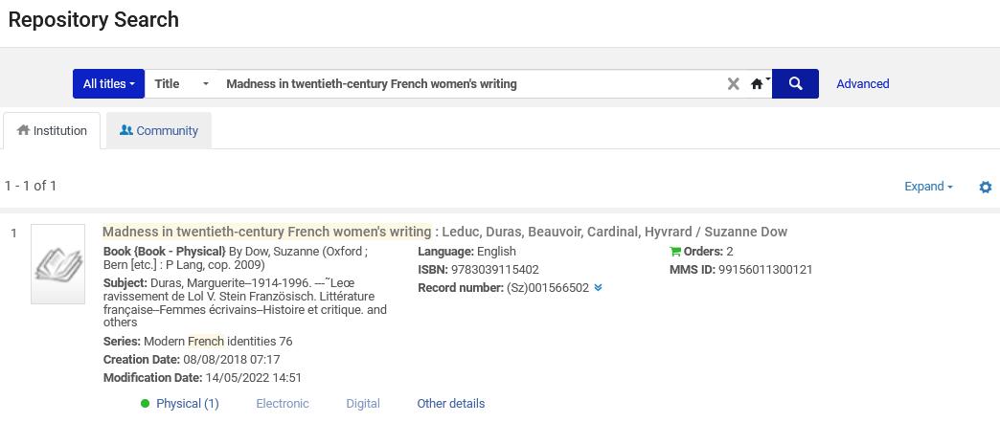 Repository Search
All titles Title Madness in twentieth-century French women's writing Advanced
Institution Community
1 - 1 of 1 Expand
1 Madness in twentieth-century French women's writing : Leduc, Duras, Beauvoir, Cardinal, Hyvrard / Suzanne Dow
Book {Book - Physical} By Dow, Suzanne (Oxford ;
Bern [etc.] : P Lang, cop. 2009)
Subject: Duras, Marguerite--1914-1996. ---˜Leœ
ravissement de Lol V. Stein Französisch. Littérature
française--Femmes écrivains--Histoire et critique. and
others
Series: Modern French identities 76
Creation Date: 08/08/2018 07:17
Modification Date: 14/05/2022 14:51
Language: English
ISBN: 9783039115402
Record number: (Sz)001566502
Orders: 2
MMS ID: 99156011300121
Physical (1) Electronic Digital Other details